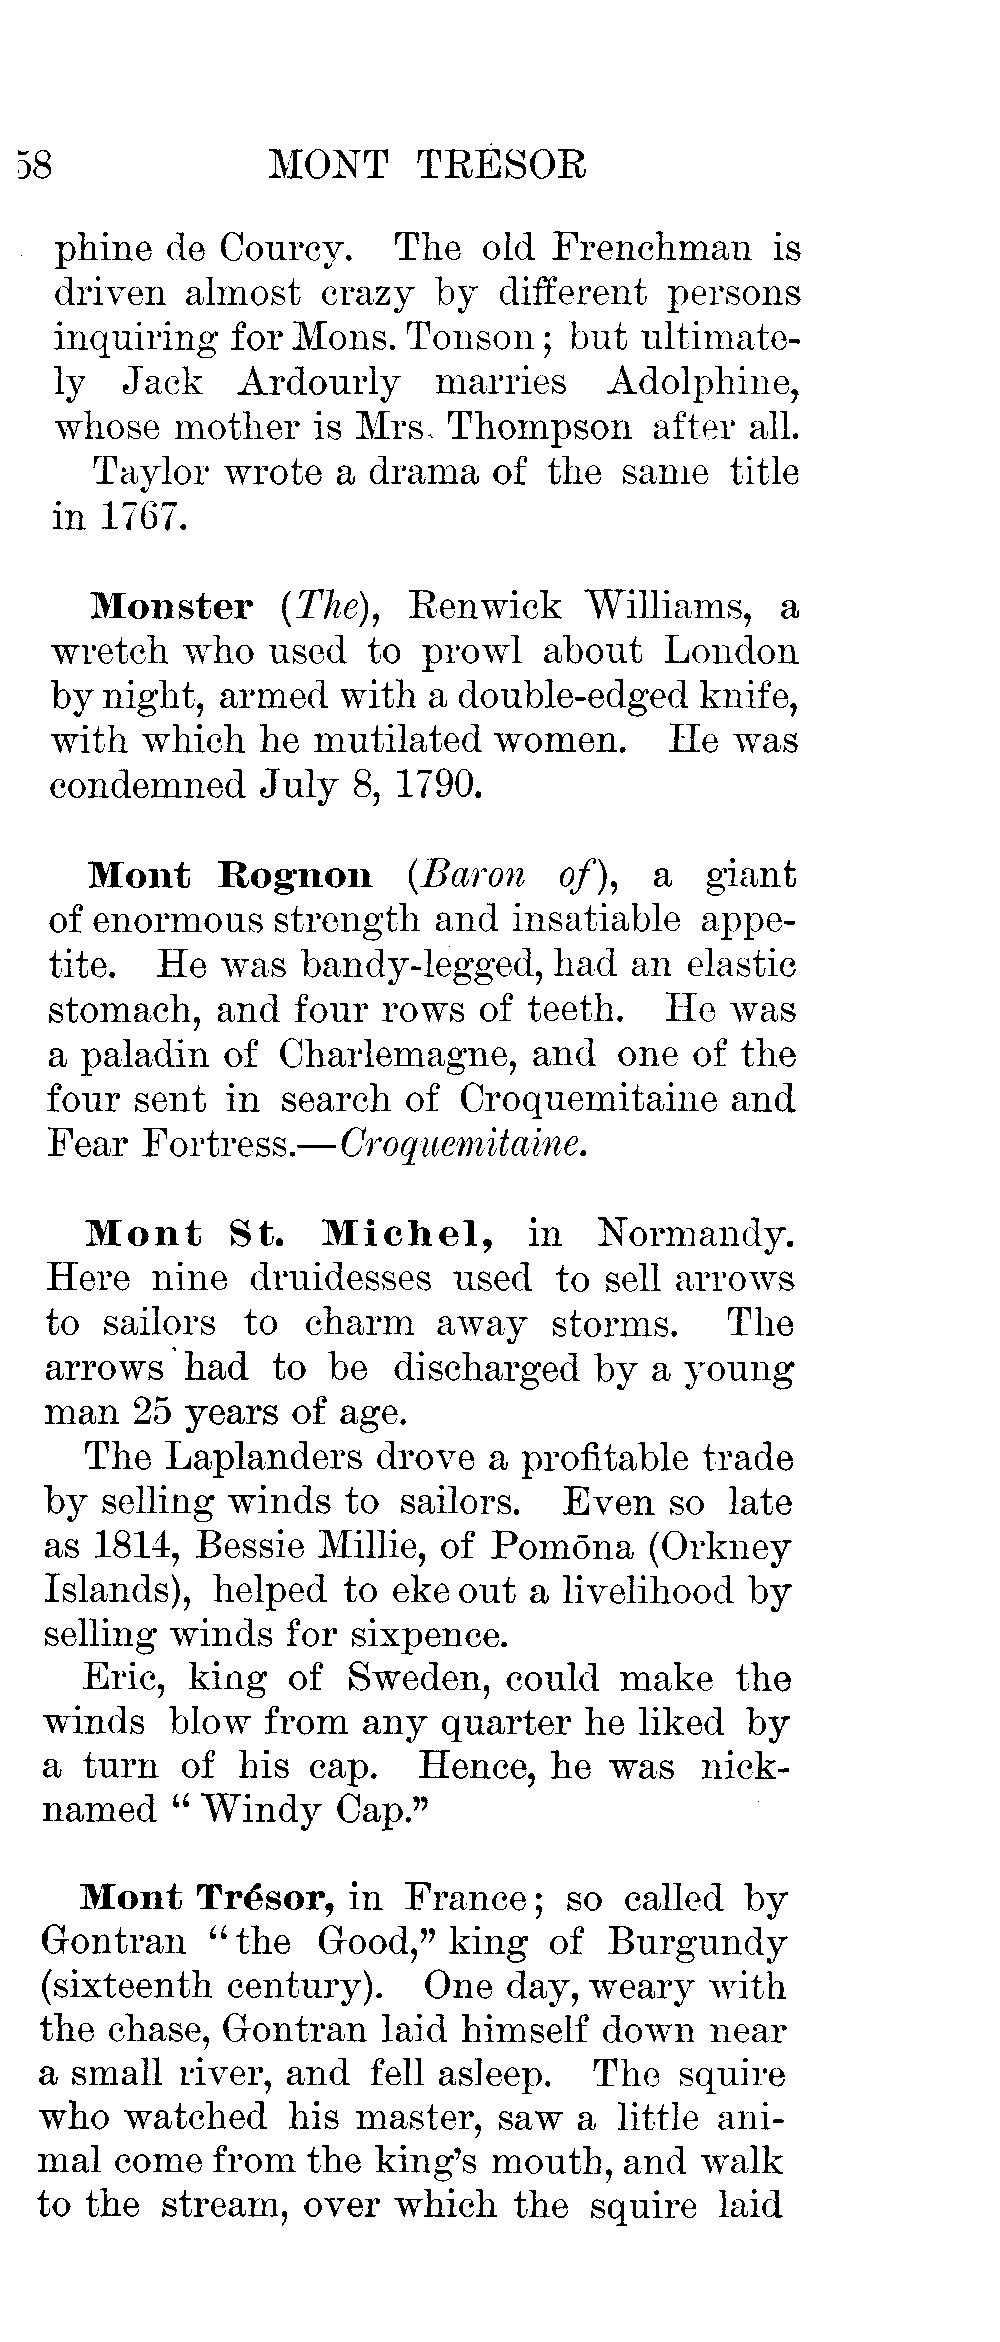 58 MONT TRÉSOR
phine de Courcy. The old Frenchman is
driven almost crazy by different persons
inquiring for Mons. Tonson; but ultimate-
ly Jack Ardourly marries Adolphine,
whose mother is Mrs. Thompson after all.
Taylor wrote a drama of the same title
in 1767.
Monster (The), Renwick Williams, a
wretch who used to prowl about London
by night, armed with a double-edged knife,
with which he mutilated women. He was
condemned July 8, 1790.
Mont Rognon (Baron of), a giant
of enormous strength and insatiable appe-
tite. He was bandy-legged, had an elastic
stomach, and four rows of teeth. He was
a paladin of Charlemagne, and one of the
four sent in search of Croquemitaine and
Fear Fortress.—Croquemitaine.
Mont St. Michel, in Normandy.
Here nine druidesses used to sell arrows
to sailors to charm away storms. The
arrows had to be discharged by a young
man 25 years of age.
The Laplanders drove a profitable trade
by selling winds to sailors. Even so late
as 1814, Bessie Millie, of Pomōna (Orkney
Islands), helped to eke out a livelihood by
selling winds for sixpence.
Eric, king of Sweden, could make the
winds blow from any quarter he liked by
a turn of his cap. Hence, he was nick-
named “Windy Cap.”
Mont Trésor, in France; so called by
Gontran “the Good,” king of Burgundy
(sixteenth century). One day, weary with
the chase, Gontran laid himself down near
a small river, and fell asleep. The squire
who watched his master, saw a little ani-
mal come from the king’s mouth, and walk
to the stream, over which the squire laid